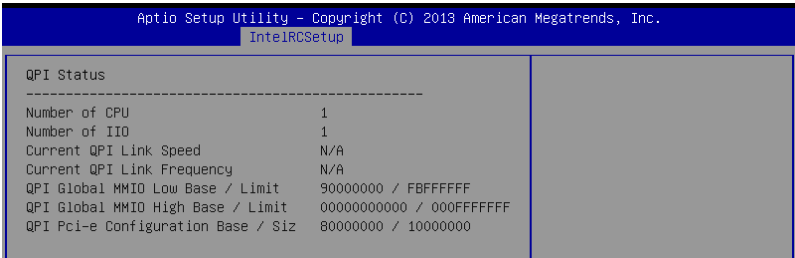 Aptio Setup Utility – Copyright (C) 2013 American Megatrends, Inc.
IntelRCSetup
QPI Status
--------------------------------------------------
Number of CPU 1
Number of IIO 1
Current QPI Link Speed N/A
Current QPI Link Frequency N/A
QPI Global MMIO Low Base / Limit 90000000 / FBFFFFFF
QPI Global MMIO High Base / Limit 00000000000 / 000FFFFFFF
QPI Pci-e Configuration Base / Siz 80000000 / 10000000